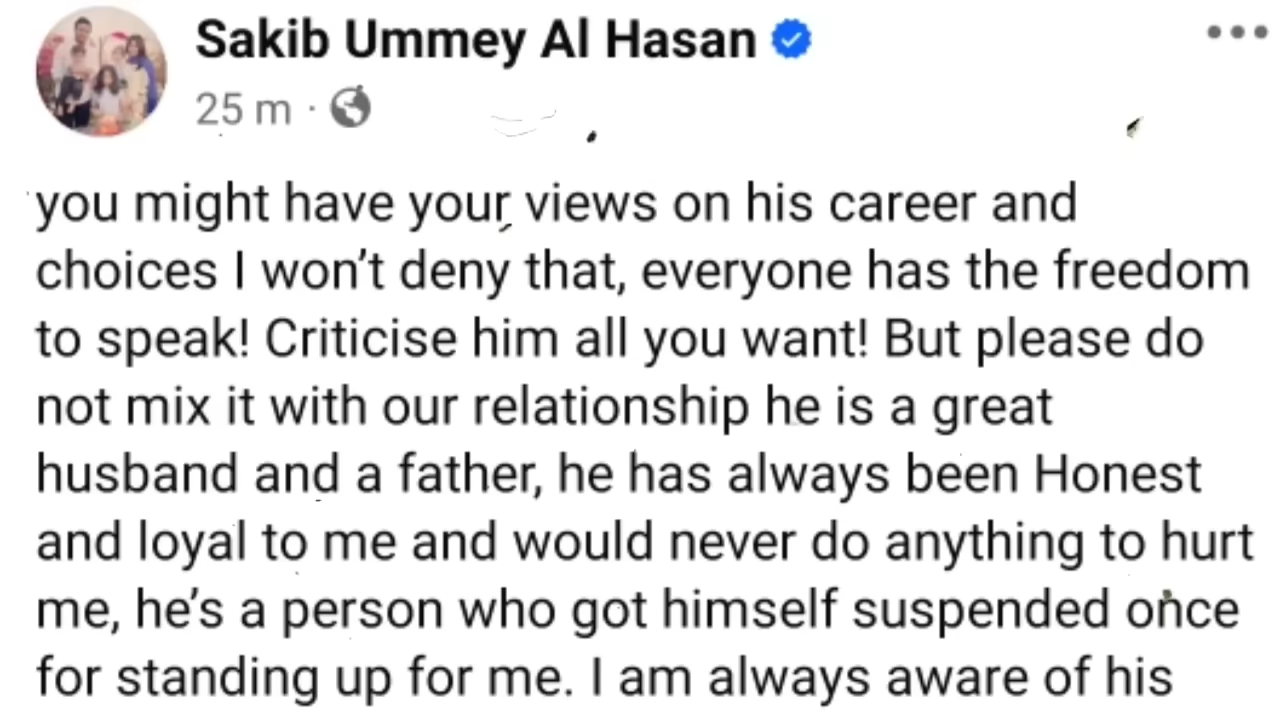 Sakib Ummey Al Hasan
25 m ·
you might have your views on his career and
choices I won’t deny that, everyone has the freedom
to speak! Criticise him all you want! But please do
not mix it with our relationship he is a great
husband and a father, he has always been Honest
and loyal to me and would never do anything to hurt
me, he’s a person who got himself suspended once
for standing up for me. I am always aware of his